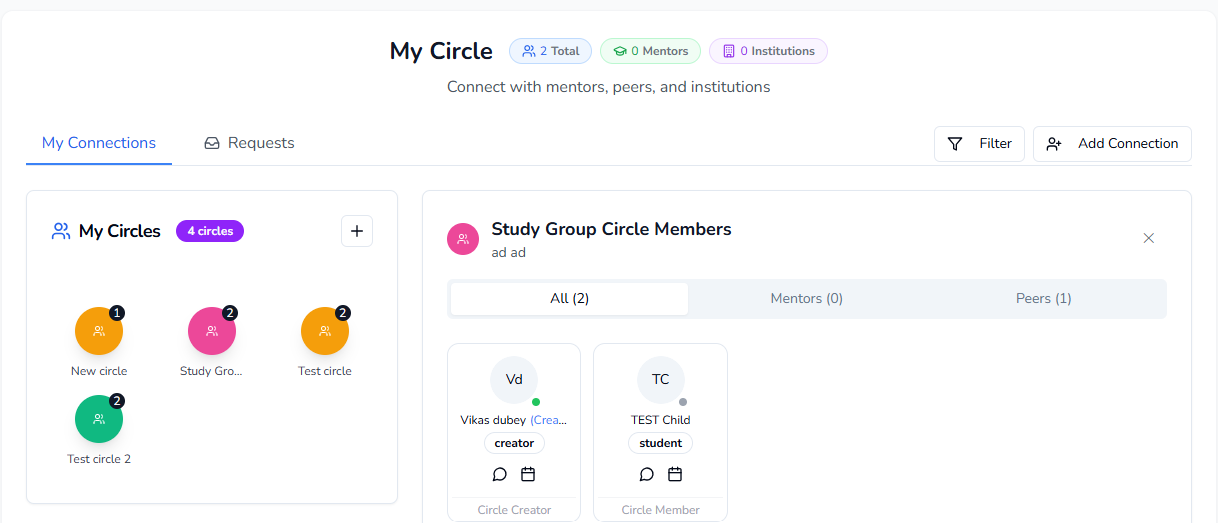 My Circle 2 Total 0 Mentors 0 Institutions
Connect with mentors, peers, and institutions
My Connections Requests Filter Add Connection
My Circles 4 circles
1 2 2
New circle Study Gro... Test circle
2
Test circle 2
Study Group Circle Members
ad ad
All (2) Mentors (0) Peers (1)
Vd TC
Vikas dubey (Crea... TEST Child
creator student
Circle Creator Circle Member